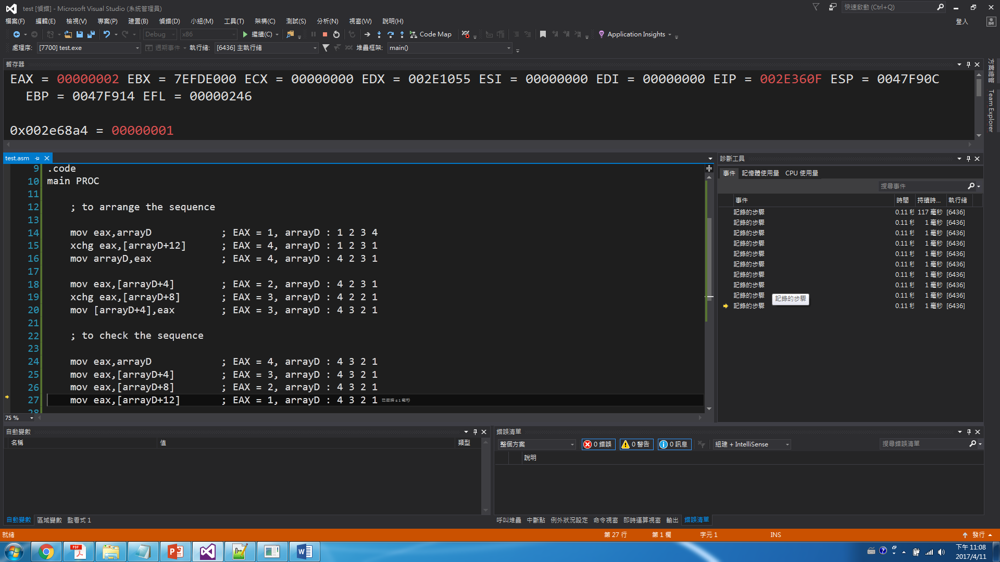 test [偵錯] - Microsoft Visual Studio (系統管理員)
快速啟動 (Ctrl+Q)
檔案(F) 編輯(E) 檢視(V) 專案(P) 建置(B) 偵錯(D) 小組(M) 工具(T) 架構(C) 測試(S) 分析(N) 視窗(W) 說明(H)
登入
Debug x86 繼續(C) Code Map Application Insights
處理序: [7700] test.exe 週期事件 執行緒: [6436] 主執行緒 堆疊框架: main()
暫存器
EAX = 00000002 EBX = 7EFDE000 ECX = 00000000 EDX = 002E1055 ESI = 00000000 EDI = 00000000 EIP = 002E360F ESP = 0047F90C
EBP = 0047F914 EFL = 00000246
0x002e68a4 = 00000001
方案總管
Team Explorer
test.asm
9 .code
10 main PROC
11
12 ; to arrange the sequence
13
14 mov eax,arrayD ; EAX = 1, arrayD : 1 2 3 4
15 xchg eax,[arrayD+12] ; EAX = 4, arrayD : 1 2 3 1
16 mov arrayD,eax ; EAX = 4, arrayD : 4 2 3 1
17
18 mov eax,[arrayD+4] ; EAX = 2, arrayD : 4 2 3 1
19 xchg eax,[arrayD+8] ; EAX = 3, arrayD : 4 2 2 1
20 mov [arrayD+4],eax ; EAX = 3, arrayD : 4 3 2 1
21
22 ; to check the sequence
23
24 mov eax,arrayD ; EAX = 4, arrayD : 4 3 2 1
25 mov eax,[arrayD+4] ; EAX = 3, arrayD : 4 3 2 1
26 mov eax,[arrayD+8] ; EAX = 2, arrayD : 4 3 2 1
27 mov eax,[arrayD+12] ; EAX = 1, arrayD : 4 3 2 1 已歷時 ≤ 1 毫秒
28
75 %
診斷工具
事件 記憶體使用量 CPU 使用量
搜尋事件
事件 時間 持續時... 執行緒
記錄的步驟 0.11 秒 117 毫秒 [6436]
記錄的步驟 0.11 秒 1 毫秒 [6436]
記錄的步驟 0.11 秒 1 毫秒 [6436]
記錄的步驟 0.11 秒 1 毫秒 [6436]
記錄的步驟 0.11 秒 1 毫秒 [6436]
記錄的步驟 0.11 秒 1 毫秒 [6436]
記錄的步驟 0.11 秒 1 毫秒 [6436]
記錄的步驟 0.11 秒 1 毫秒 [6436]
記錄的步驟 0.11 秒 1 毫秒 [6436]
記錄的步驟
記錄的步驟 0.11 秒 1 毫秒 [6436]
自動變數
名稱 值 類型
自動變數 區域變數 監看式 1
錯誤清單
整個方案 0 錯誤 0 警告 0 訊息 組建 + IntelliSense 搜尋錯誤清單
說明
呼叫堆疊 中斷點 例外狀況設定 命令視窗 即時運算視窗 輸出 錯誤清單
就緒 第 27 行 第 1 欄 字元 1 INS 發行
下午 11:08
2017/4/11